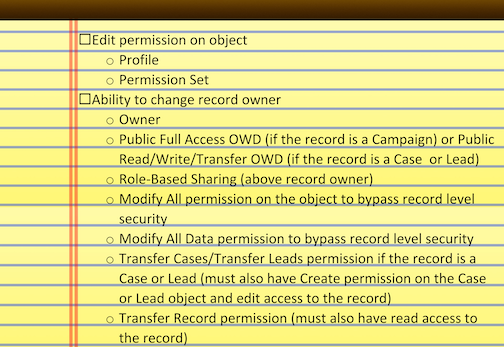 ☐Edit permission on object
○ Profile
○ Permission Set
☐Ability to change record owner
○ Owner
○ Public Full Access OWD (if the record is a Campaign) or Public
Read/Write/Transfer OWD (if the record is a Case or Lead)
○ Role-Based Sharing (above record owner)
○ Modify All permission on the object to bypass record level
security
○ Modify All Data permission to bypass record level security
○ Transfer Cases/Transfer Leads permission if the record is a
Case or Lead (must also have Create permission on the Case
or Lead object and edit access to the record)
○ Transfer Record permission (must also have read access to
the record)